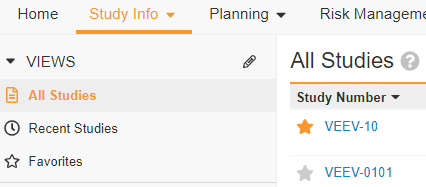 Home Study Info Planning Risk Manageme
VIEWS
All Studies
Recent Studies
Favorites
All Studies ?
Study Number
VEEV-10
VEEV-0101